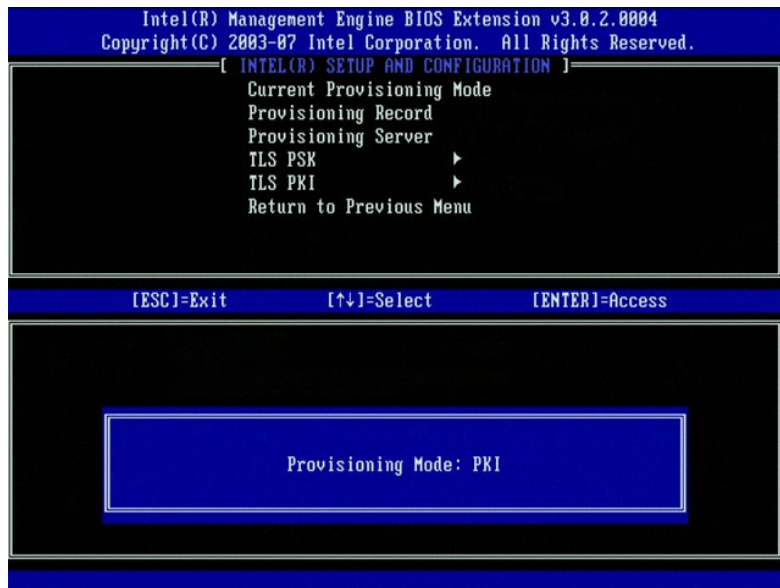 Intel(R) Management Engine BIOS Extension v3.0.2.0004
Copyright(C) 2003-07 Intel Corporation. All Rights Reserved.
[ INTEL(R) SETUP AND CONFIGURATION ]
Current Provisioning Mode
Provisioning Record
Provisioning Server
TLS PSK ►
TLS PKI ►
Return to Previous Menu
[ESC]=Exit [↑↓]=Select [ENTER]=Access
Provisioning Mode: PKI